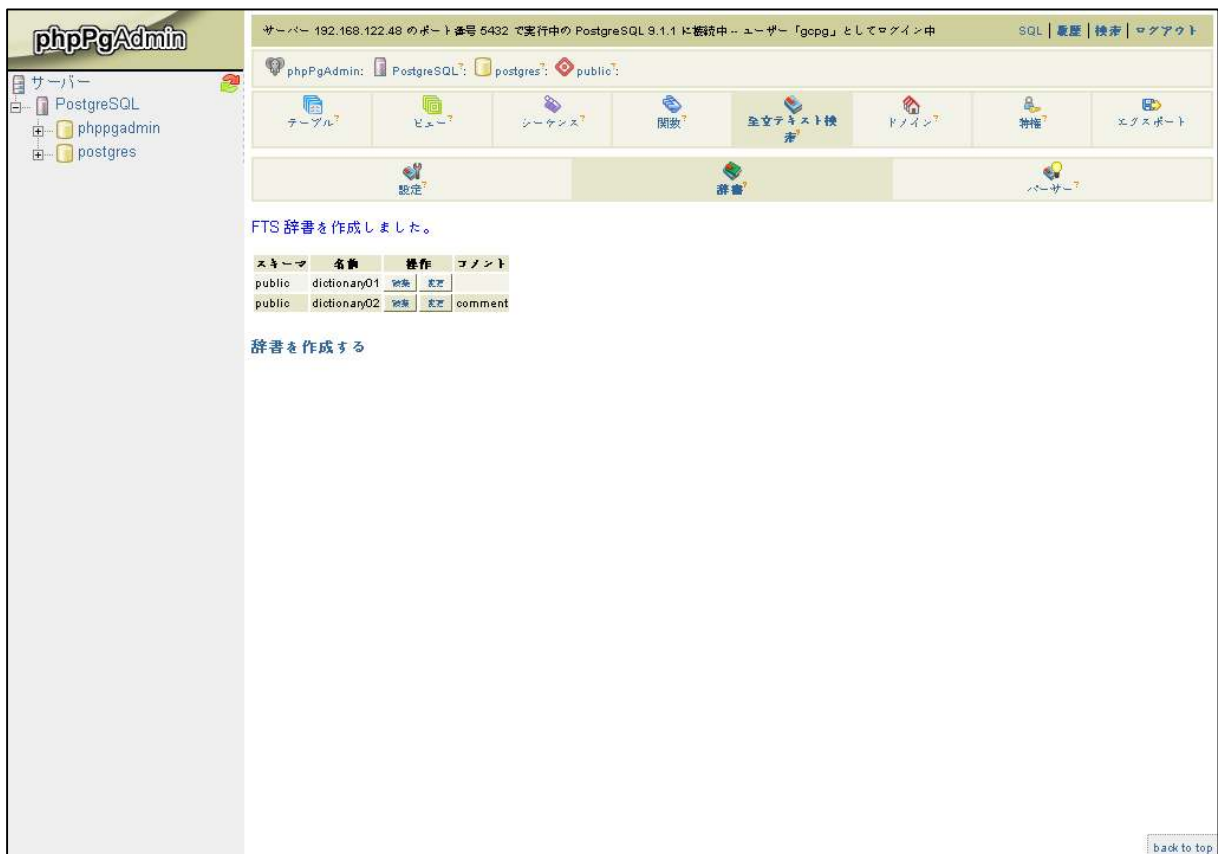 phpPgAdmin
サーバー
PostgreSQL
phppgadmin
postgres
サーバー 192.168.122.48 のポート番号 5432 で実行中の PostgreSQL 9.1.1 に接続中 -- ユーザー「gcpg」としてログイン中
SQL | 履歴 | 検索 | ログアウト
phpPgAdmin: PostgreSQL?: postgres?: public?:
テーブル? ビュー? シーケンス? 関数? 全文テキスト検索? ドメイン? 特権? エクスポート
設定? 辞書? パーサー?
FTS 辞書を作成しました。
スキーマ 名前 操作 コメント
public dictionary01 破棄 変更
public dictionary02 破棄 変更 comment
辞書を作成する
back to top